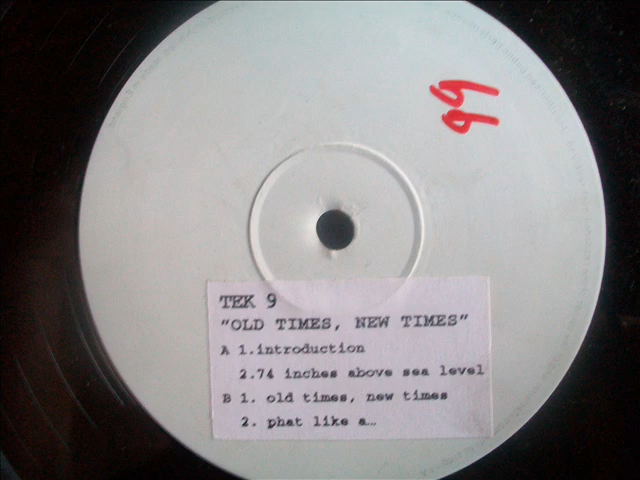 99
TEK 9
"OLD TIMES, NEW TIMES"
A 1.introduction
2.74 inches above sea level
B 1. old times, new times
2. phat like a…